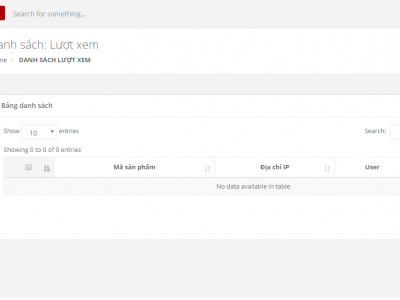 Search for something...
anh sách: Lượt xem
me / DANH SÁCH LƯỢT XEM
Bảng danh sách
Show 10 entries Search:
Showing 0 to 0 of 0 entries
Mã sản phẩm Địa chỉ IP User
No data available in table